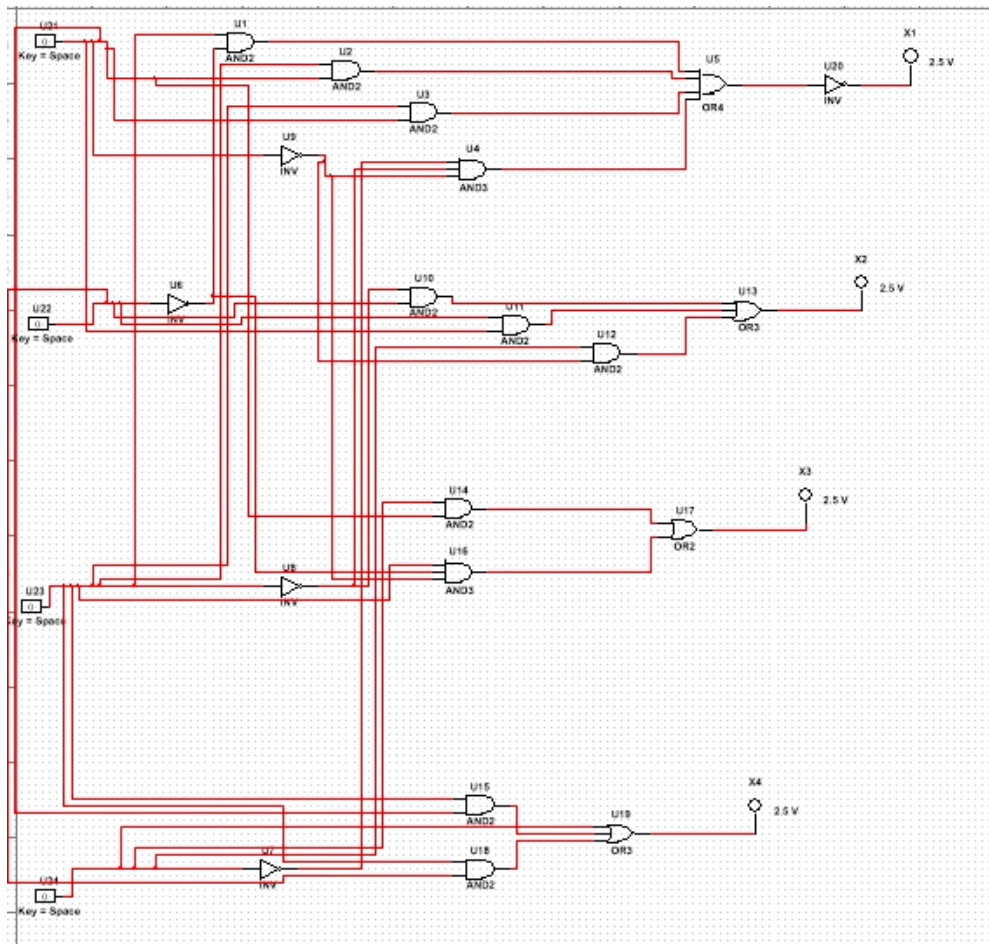 U21
0
Key = Space
U1
AND2
U2
AND2
U3
AND2
U9
INV
U4
AND3
U5
OR4
U20
INV
X1
2.5 V
U6
INV
U22
0
Key = Space
U10
AND2
U11
AND2
U12
AND2
U13
OR3
X2
2.5 V
U14
AND2
U16
AND3
U17
OR2
X3
2.5 V
U23
0
Key = Space
U8
INV
U15
AND2
U18
AND2
U19
OR3
X4
2.5 V
U7
INV
U24
0
Key = Space